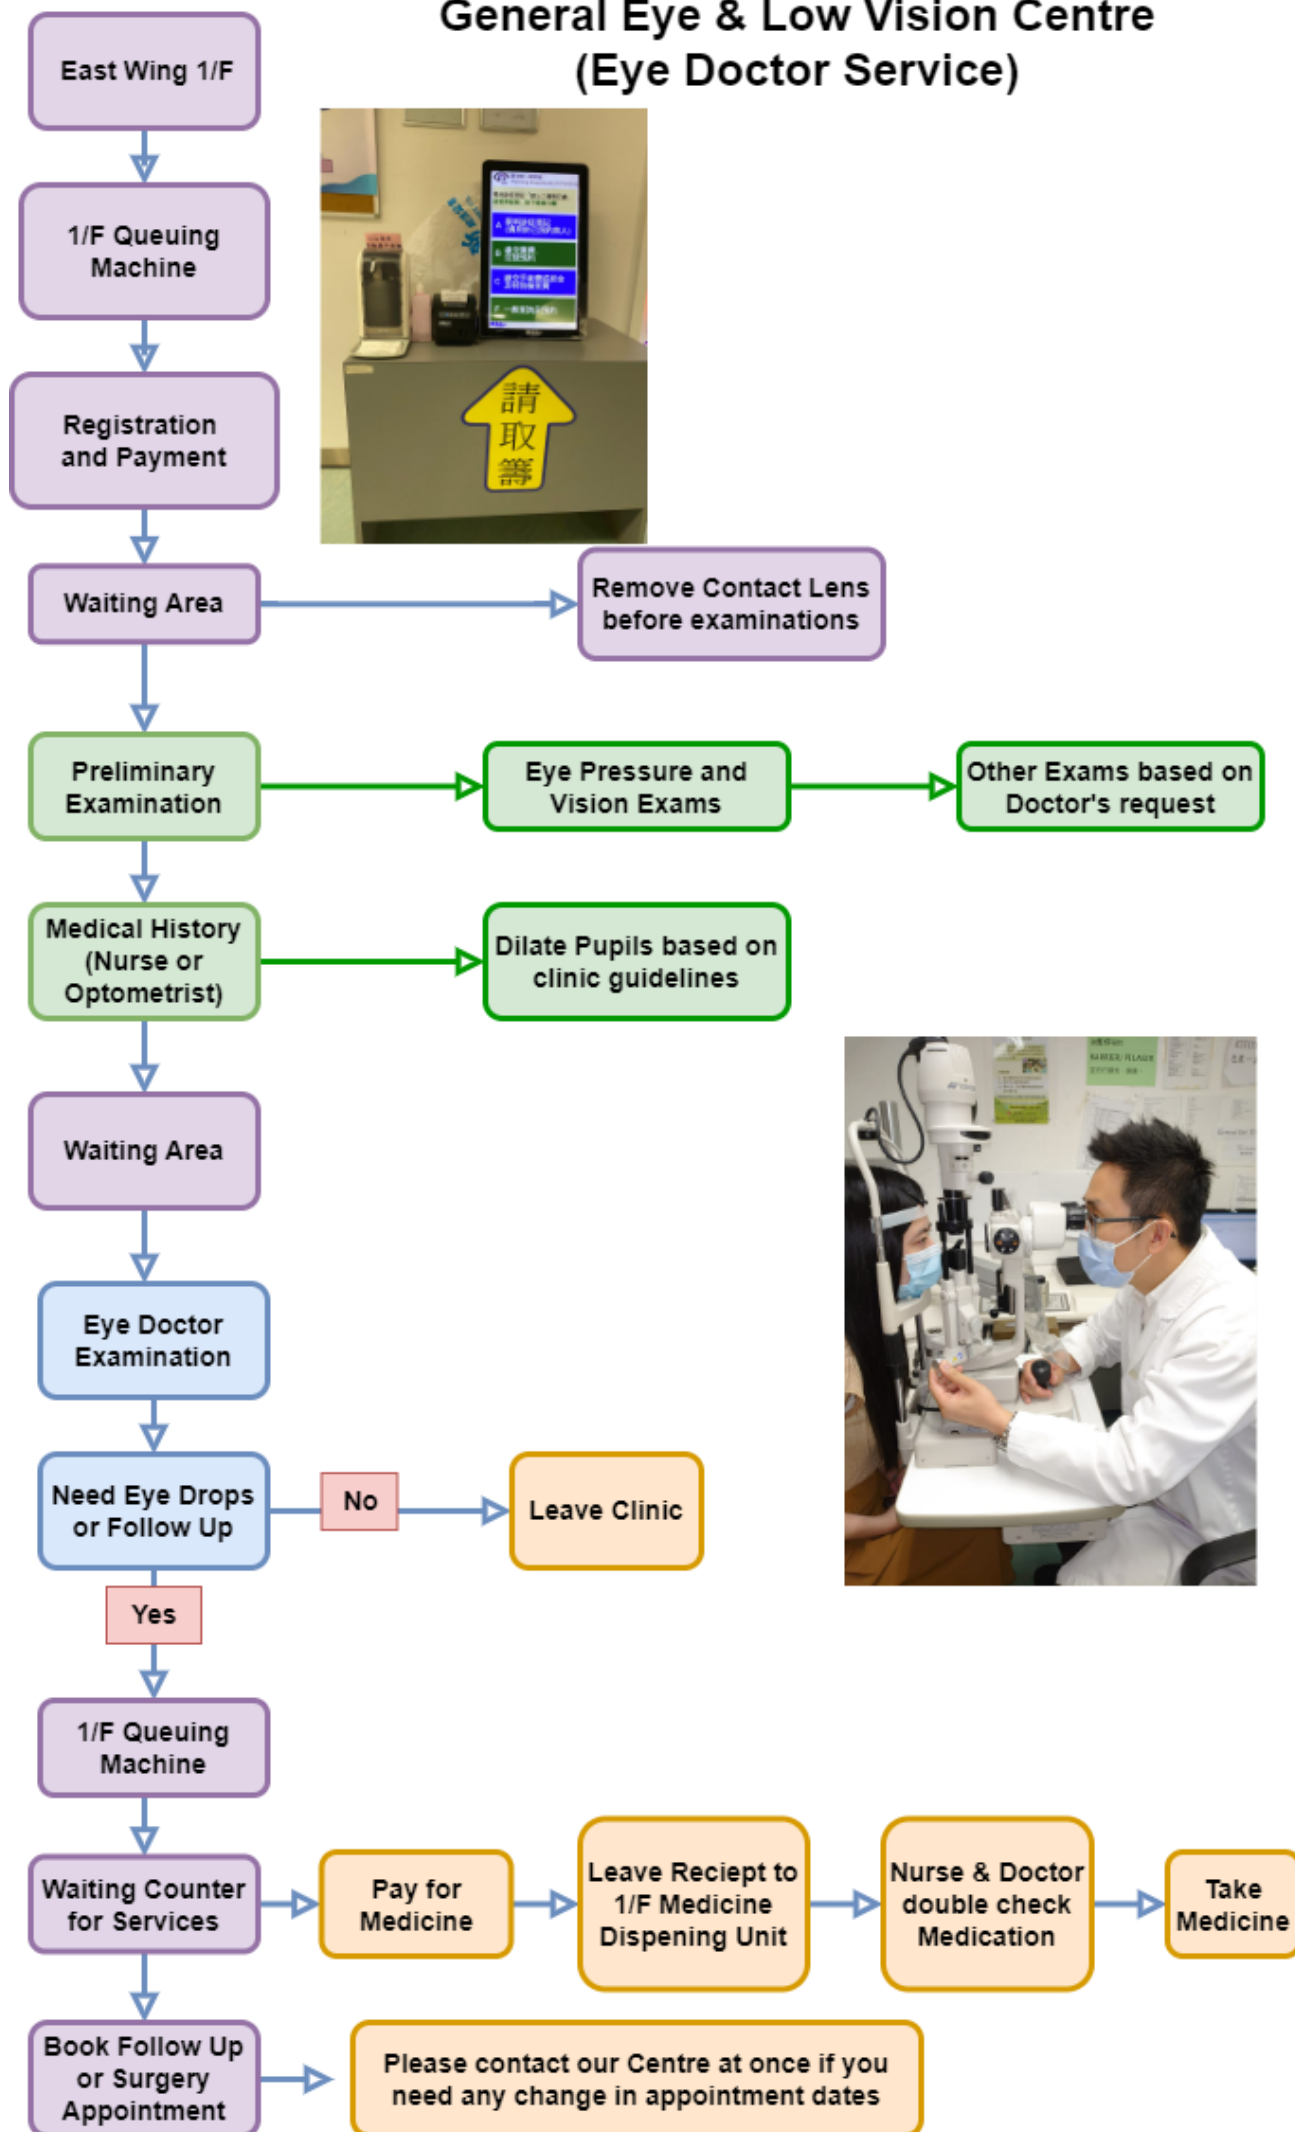 General Eye & Low Vision Centre
(Eye Doctor Service)
East Wing 1/F
1/F Queuing
Machine
請
取
籌
Registration
and Payment
Waiting Area
Remove Contact Lens
before examinations
Preliminary
Examination
Eye Pressure and
Vision Exams
Other Exams based on
Doctor's request
Medical History
(Nurse or
Optometrist)
Dilate Pupils based on
clinic guidelines
Waiting Area
Eye Doctor
Examination
Need Eye Drops
or Follow Up
No
Leave Clinic
Yes
1/F Queuing
Machine
Waiting Counter
for Services
Pay for
Medicine
Leave Reciept to
1/F Medicine
Dispening Unit
Nurse & Doctor
double check
Medication
Take
Medicine
Book Follow Up
or Surgery
Appointment
Please contact our Centre at once if you
need any change in appointment dates